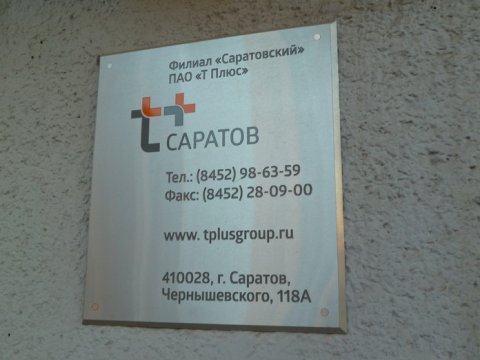 Филиал «Саратовский»
ПАО «Т Плюс»
САРАТОВ
Тел.: (8452) 98-63-59
Факс: (8452) 28-09-00
www. tplusgroup.ru
410028, г. Саратов,
Чернышевского, 118А